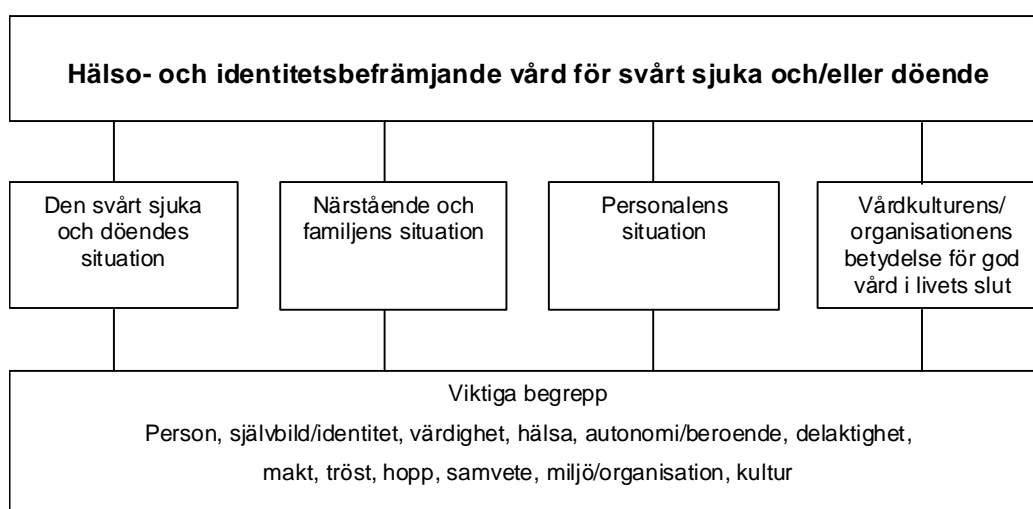 Hälso- och identitetsbefrämjande vård för svårt sjuka och/eller döende
Den svårt sjuka
och döendes
situation
Närstående och
familjens situation
Personalens
situation
Vårdkulturens/
organisationens
betydelse för god
vård i livets slut
Viktiga begrepp
Person, självbild/identitet, värdighet, hälsa, autonomi/beroende, delaktighet,
makt, tröst, hopp, samvete, miljö/organisation, kultur